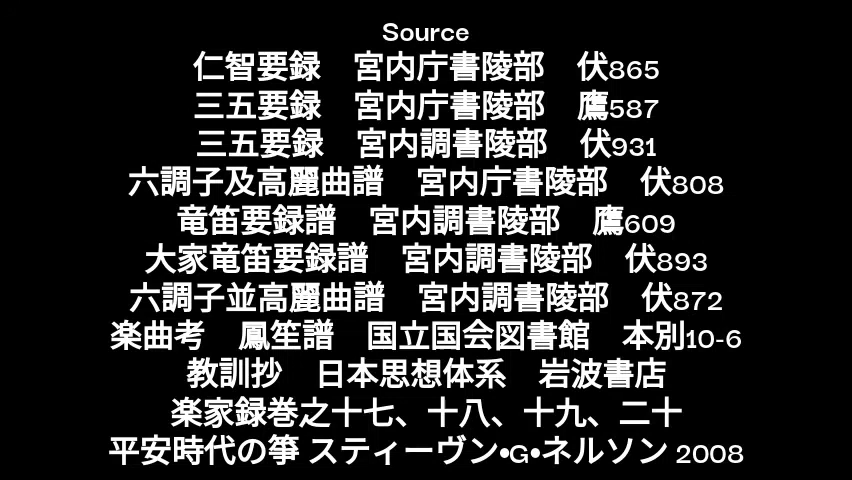 Source
仁智要録　宮内庁書陵部　伏865
三五要録　宮内庁書陵部　鷹587
三五要録　宮内調書陵部　伏931
六調子及高麗曲譜　宮内庁書陵部　伏808
竜笛要録譜　宮内調書陵部　鷹609
大家竜笛要録譜　宮内調書陵部　伏893
六調子並高麗曲譜　宮内調書陵部　伏872
楽曲考　鳳笙譜　国立国会図書館　本別10-6
教訓抄　日本思想体系　岩波書店
楽家録巻之十七、十八、十九、二十
平安時代の箏 スティーヴン•G•ネルソン 2008